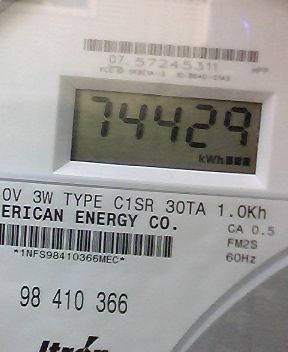 07. 57245311
74429
kWh
0V 3W TYPE C1SR 30TA 1.0Kh
ERICAN ENERGY CO.
CA 0.5
FM2S
*1NFS98410366MEC*
60Hz
98 410 366
Itron